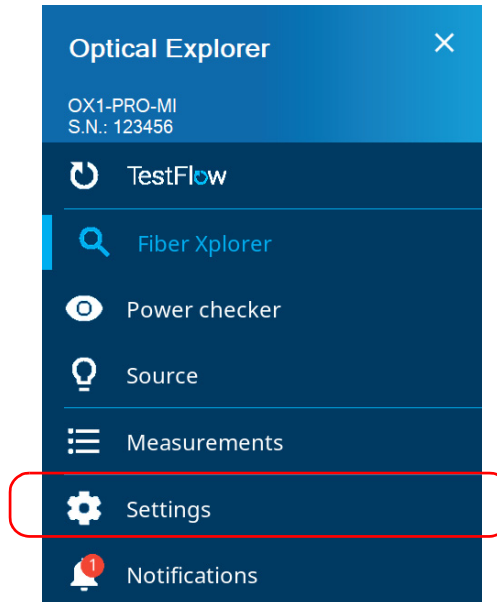 Optical Explorer
OX1-PRO-MI
S.N.: 123456
TestFlow
Fiber Xplorer
Power checker
Source
Measurements
Settings
1
Notifications